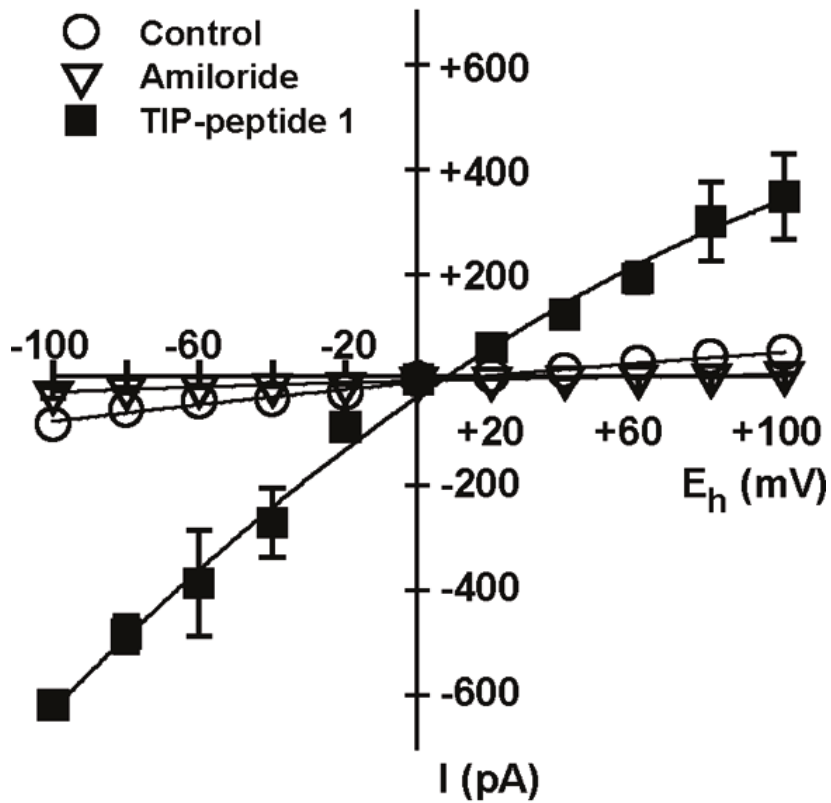 Control
Amiloride
TIP-peptide 1
+600
+400
+200
-100 -60 -20
+20 +60 +100
E_h (mV)
-200
-400
-600
I (pA)